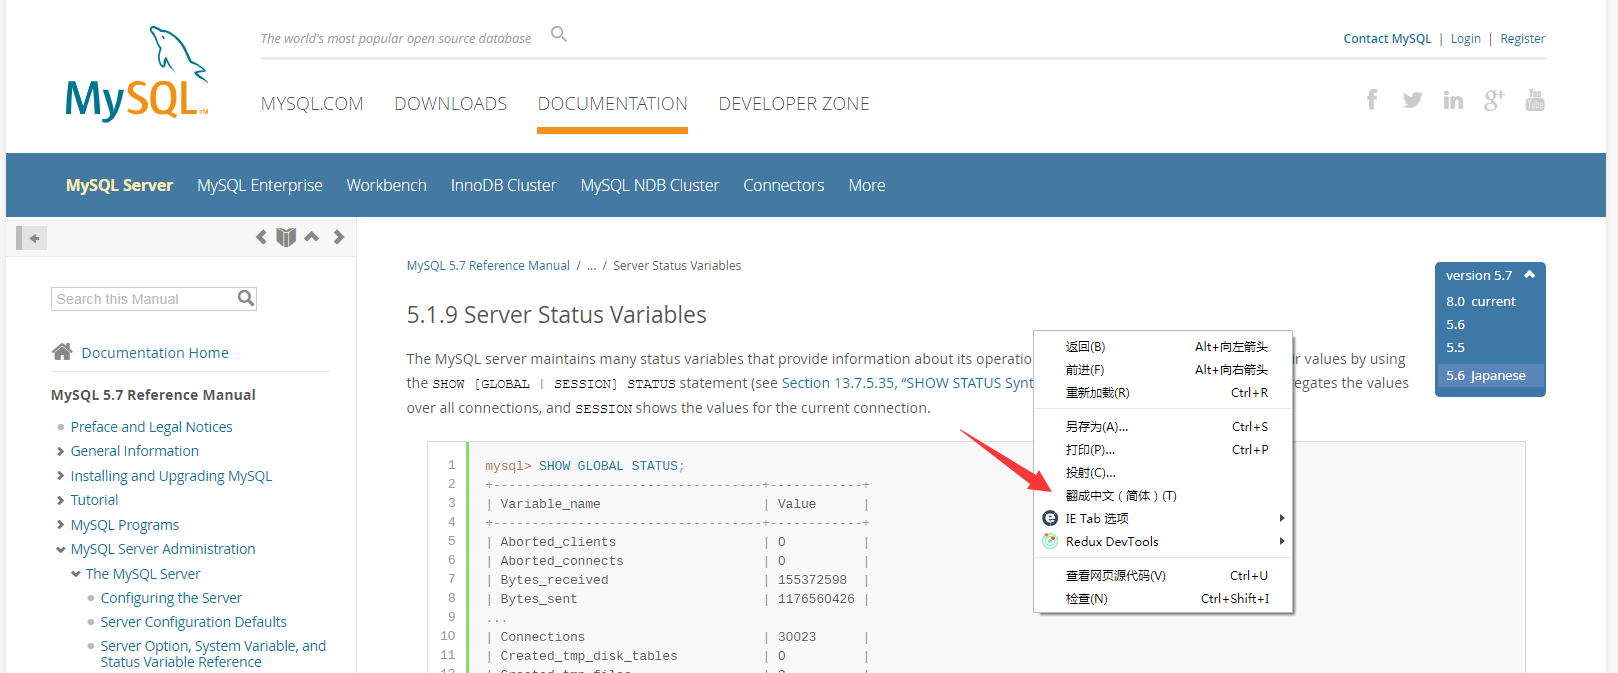 The world's most popular open source database
Contact MySQL | Login | Register
MySQL™
MYSQL.COM DOWNLOADS DOCUMENTATION DEVELOPER ZONE
MySQL Server MySQL Enterprise Workbench InnoDB Cluster MySQL NDB Cluster Connectors More
Search this Manual
Documentation Home
MySQL 5.7 Reference Manual
Preface and Legal Notices
General Information
Installing and Upgrading MySQL
Tutorial
MySQL Programs
MySQL Server Administration
The MySQL Server
Configuring the Server
Server Configuration Defaults
Server Option, System Variable, and
Status Variable Reference
MySQL 5.7 Reference Manual / ... / Server Status Variables
version 5.7
8.0 current
5.6
5.5
5.6 Japanese
5.1.9 Server Status Variables
The MySQL server maintains many status variables that provide information about its operatio r values by using
the SHOW [GLOBAL | SESSION] STATUS statement (see Section 13.7.5.35, “SHOW STATUS Synt regates the values
over all connections, and SESSION shows the values for the current connection.
1 mysql> SHOW GLOBAL STATUS;
2 +-----------------------------------+------------+
3 | Variable_name | Value |
4 +-----------------------------------+------------+
5 | Aborted_clients | 0 |
6 | Aborted_connects | 0 |
7 | Bytes_received | 155372598 |
8 | Bytes_sent | 1176560426 |
9 ...
10 | Connections | 30023 |
11 | Created_tmp_disk_tables | 0 |
返回(B) Alt+向左箭头
前进(F) Alt+向右箭头
重新加载(R) Ctrl+R
另存为(A)... Ctrl+S
打印(P)... Ctrl+P
投射(C)...
翻成中文（简体）(T)
IE Tab 选项
Redux DevTools
查看网页源代码(V) Ctrl+U
检查(N) Ctrl+Shift+I